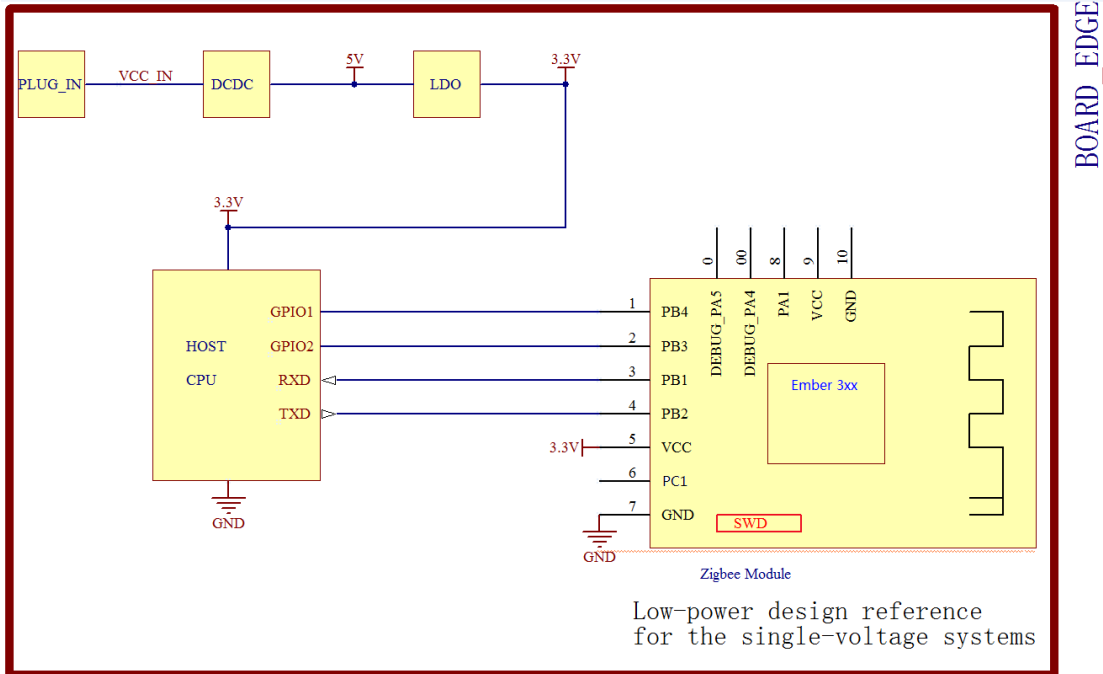 BOARD_EDGE
PLUG_IN
VCC_IN
DCDC
5V
LDO
3.3V
3.3V
HOST
CPU
GPIO1
GPIO2
RXD
TXD
GND
1
2
3
4
5
6
7
3.3V
GND
PB4
PB3
PB1
PB2
VCC
PC1
GND
0
00
8
9
10
DEBUG_PA5
DEBUG_PA4
PA1
VCC
GND
Ember 3xx
SWD
Zigbee Module
Low-power design reference
for the single-voltage systems